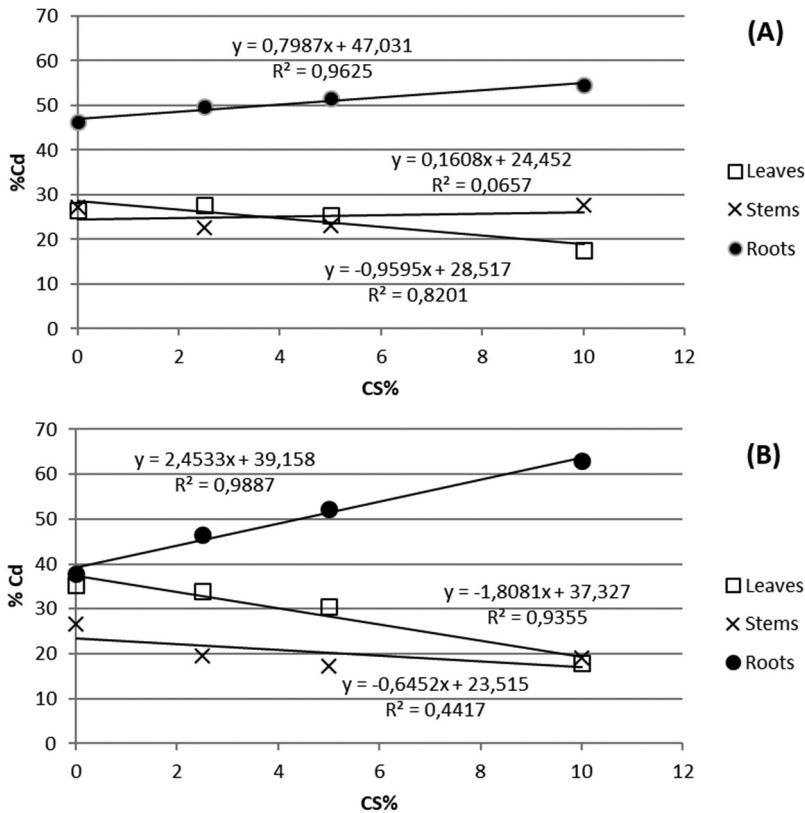 (A)
70
60
50
40
30
20
10
0
%Cd
y = 0,7987x + 47,031
R² = 0,9625
y = 0,1608x + 24,452
R² = 0,0657
y = -0,9595x + 28,517
R² = 0,8201
0 2 4 6 8 10 12
CS%
Leaves
Stems
Roots
(B)
70
60
50
40
30
20
10
0
% Cd
y = 2,4533x + 39,158
R² = 0,9887
y = -1,8081x + 37,327
R² = 0,9355
y = -0,6452x + 23,515
R² = 0,4417
0 2 4 6 8 10 12
CS%
Leaves
Stems
Roots